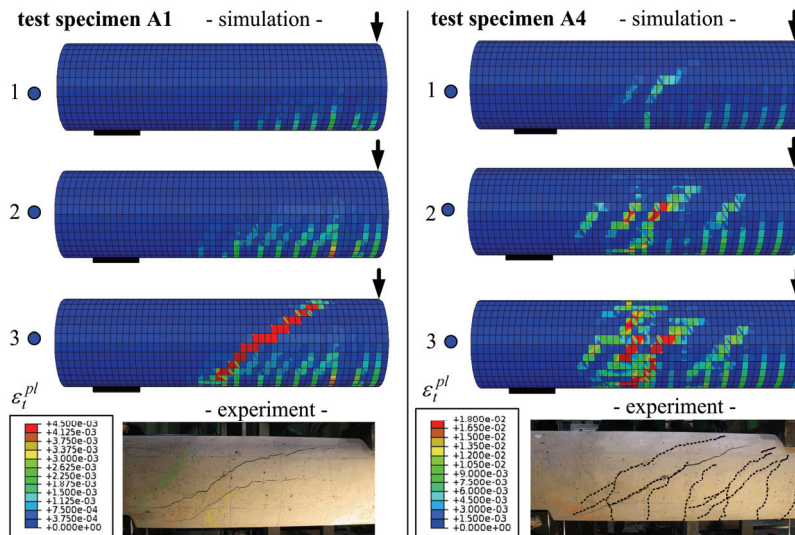 test specimen A1 - simulation -
1
2
3
ε_t^pl
- experiment -
+4.500e-03
+4.125e-03
+3.750e-03
+3.375e-03
+3.000e-03
+2.625e-03
+2.250e-03
+1.875e-03
+1.500e-03
+1.125e-03
+7.500e-04
+3.750e-04
+0.000e+00
test specimen A4 - simulation -
1
2
3
ε_t^pl
- experiment -
+1.800e-02
+1.650e-02
+1.500e-02
+1.350e-02
+1.200e-02
+1.050e-02
+9.000e-03
+7.500e-03
+6.000e-03
+4.500e-03
+3.000e-03
+1.500e-03
+0.000e+00